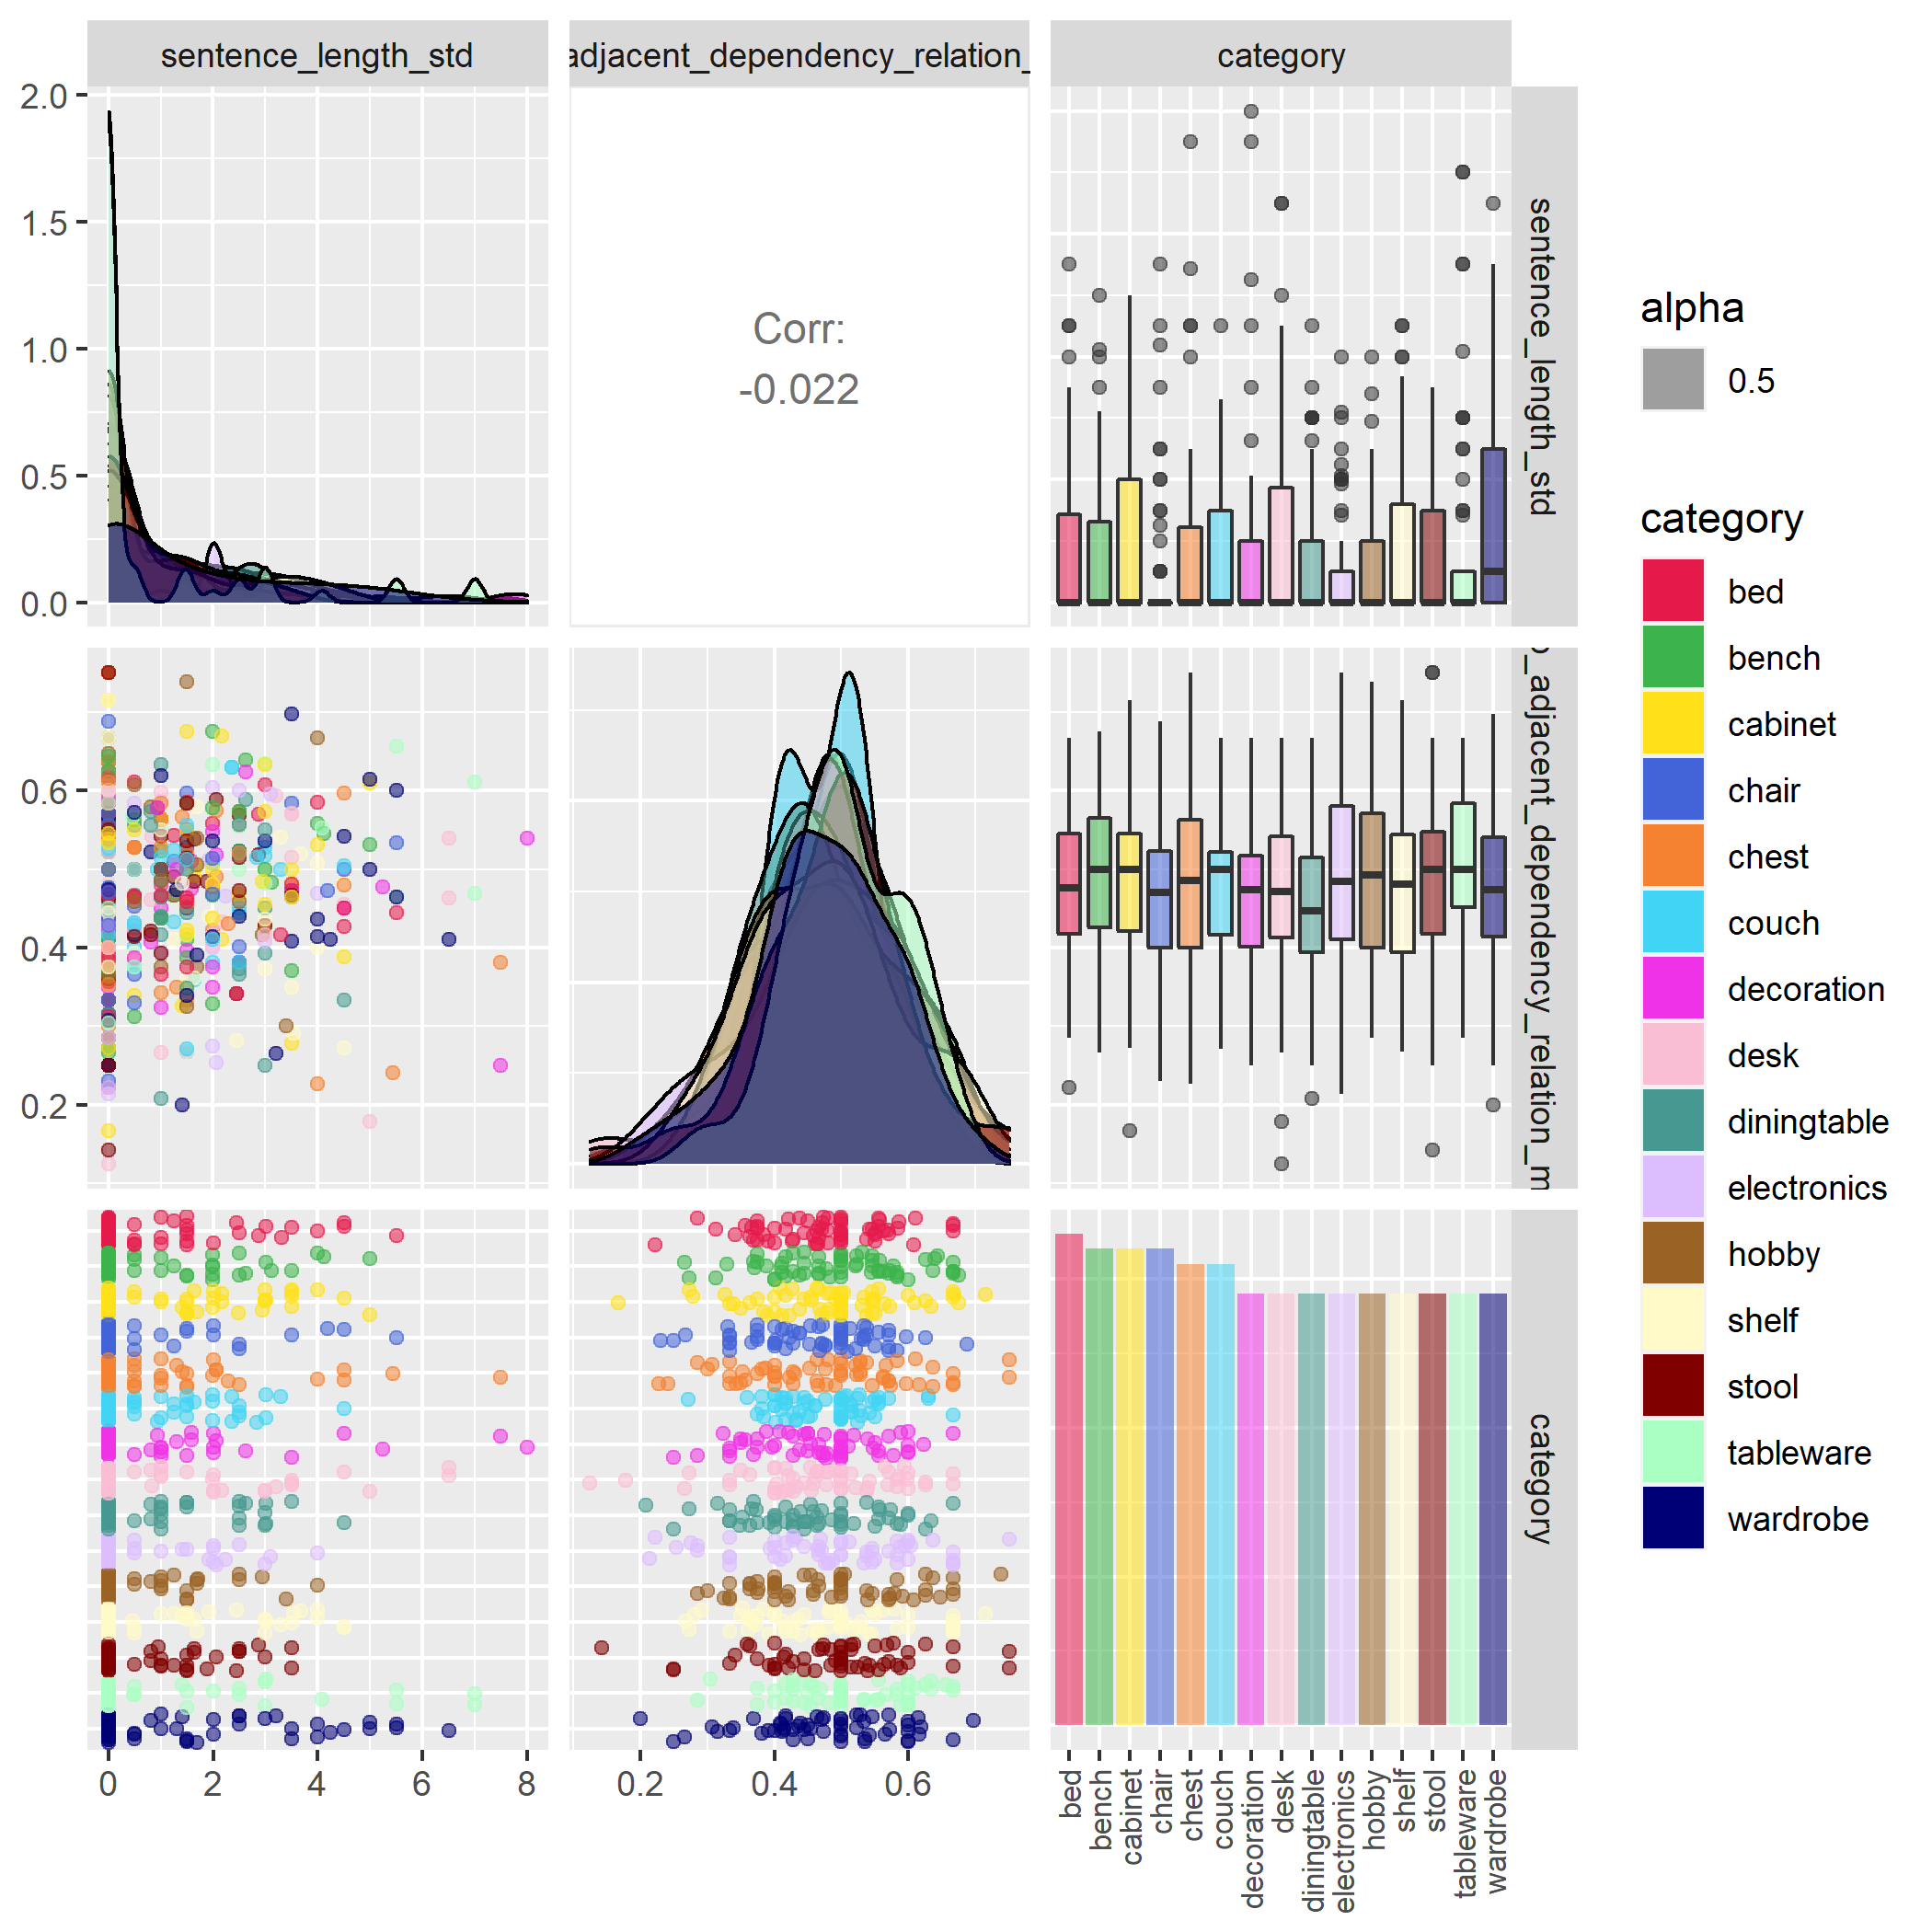 sentence_length_std
adjacent_dependency_relation_
category
2.0
1.5
1.0
0.5
0.0
Corr:
-0.022
sentence_length_std
0.6
0.4
0.2
_adjacent_dependency_relation_m
category
0
2
4
6
8
0.2
0.4
0.6
bed
bench
cabinet
chair
chest
couch
decoration
desk
diningtable
electronics
hobby
shelf
stool
tableware
wardrobe
alpha
0.5
category
bed
bench
cabinet
chair
chest
couch
decoration
desk
diningtable
electronics
hobby
shelf
stool
tableware
wardrobe